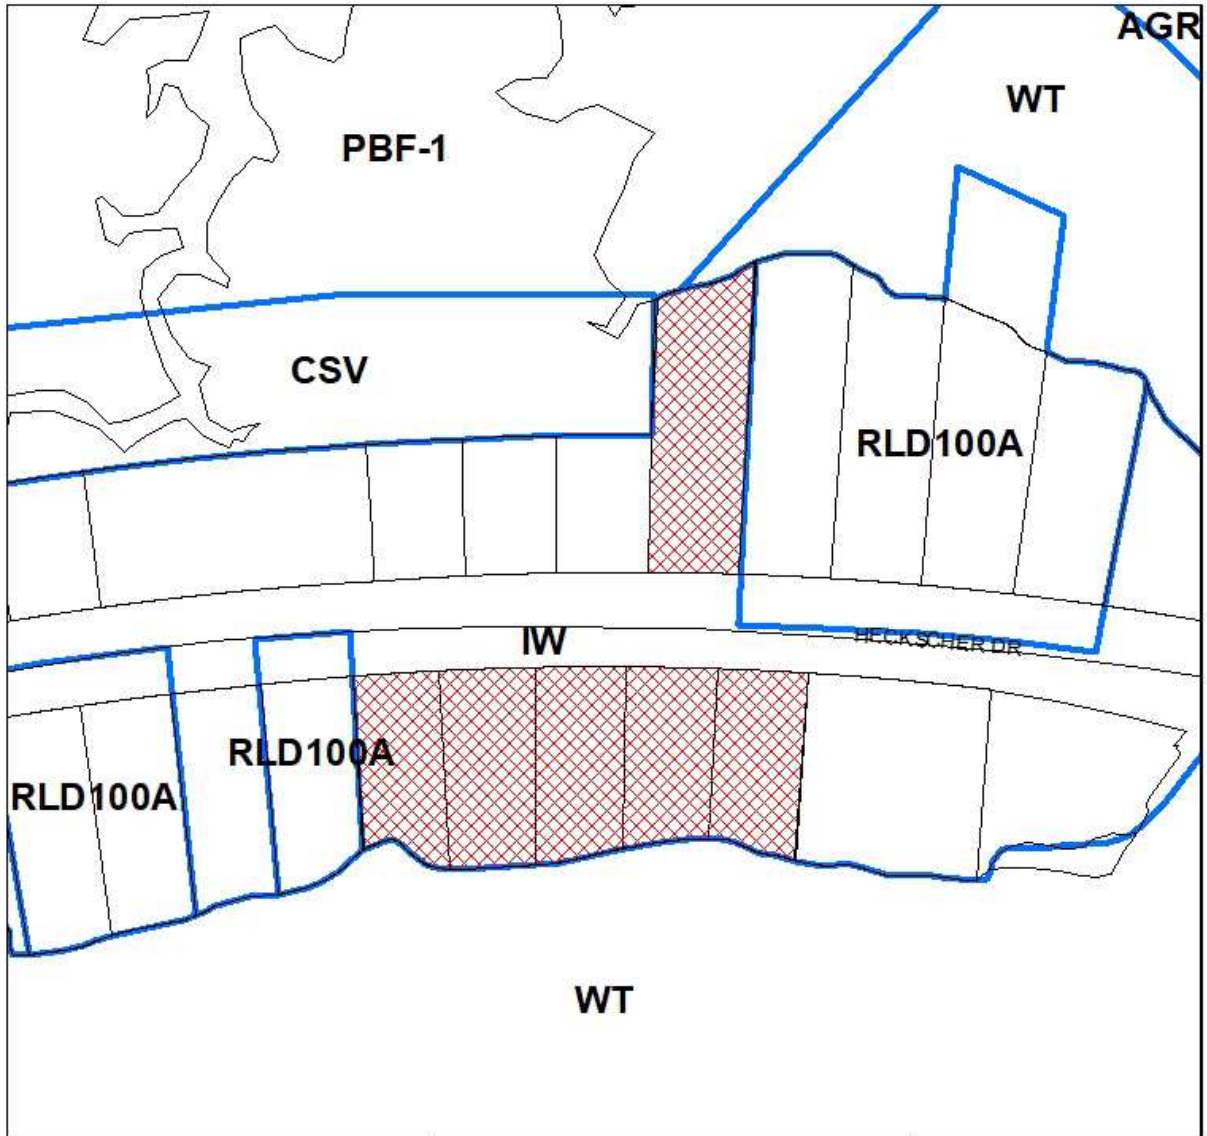 AGR
WT
PBF-1
CSV
RLD100A
IW
HECKSCHER DR
RLD100A
RLD100A
WT